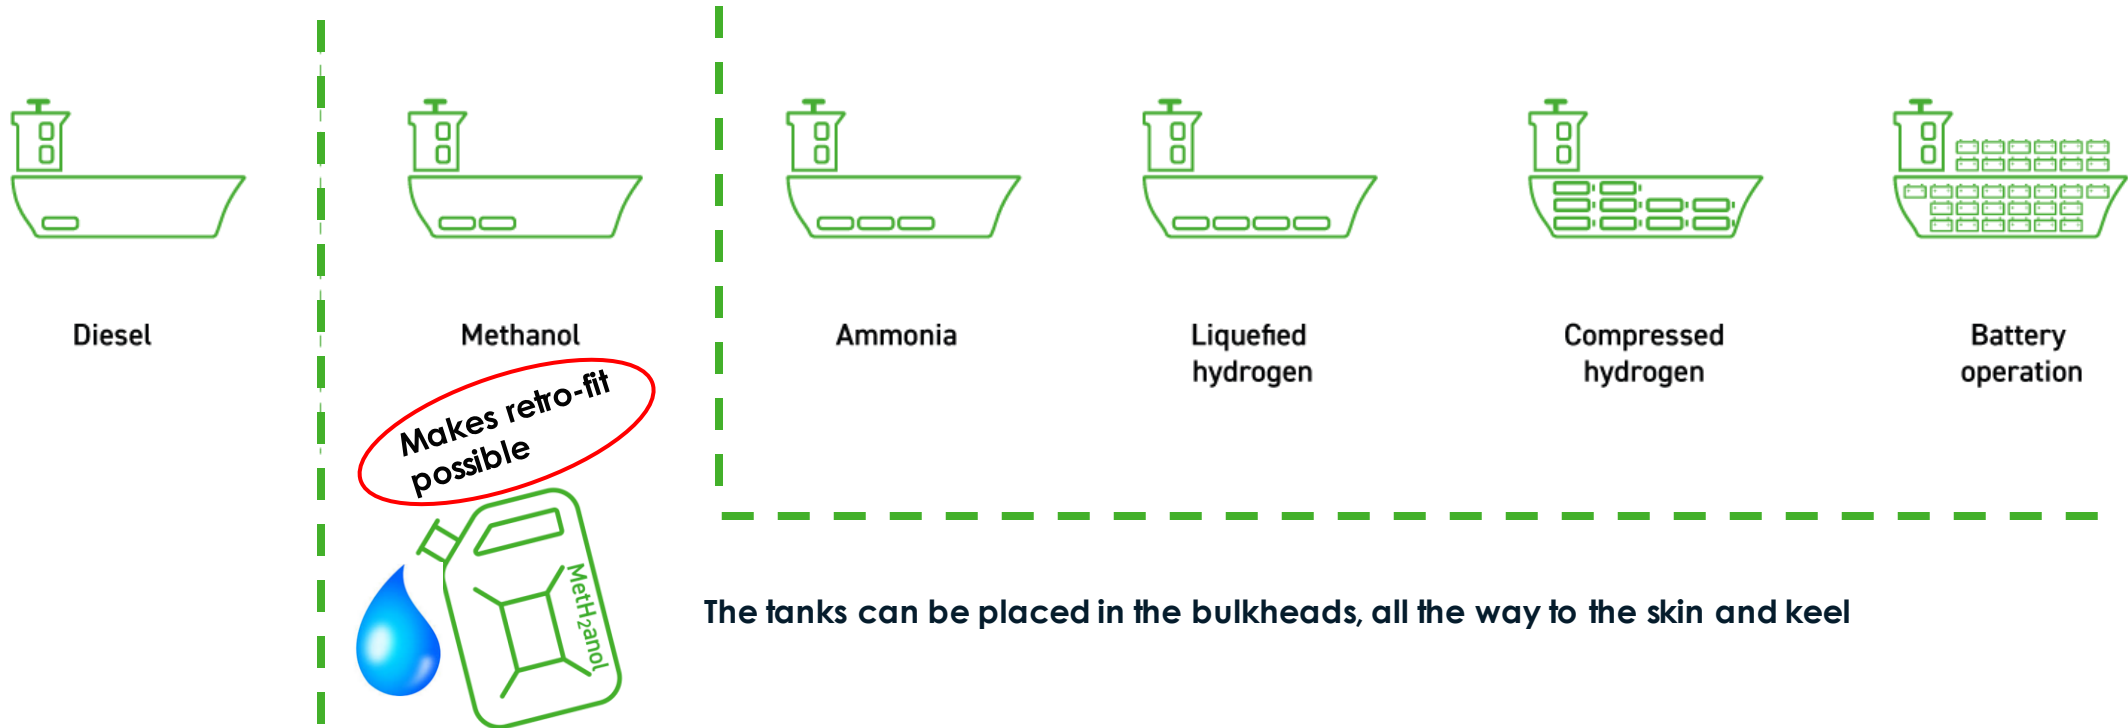 Diesel
Methanol
Ammonia
Liquefied
hydrogen
Compressed
hydrogen
Battery
operation
Makes retro-fit
possible
MetH₂anol
The tanks can be placed in the bulkheads, all the way to the skin and keel